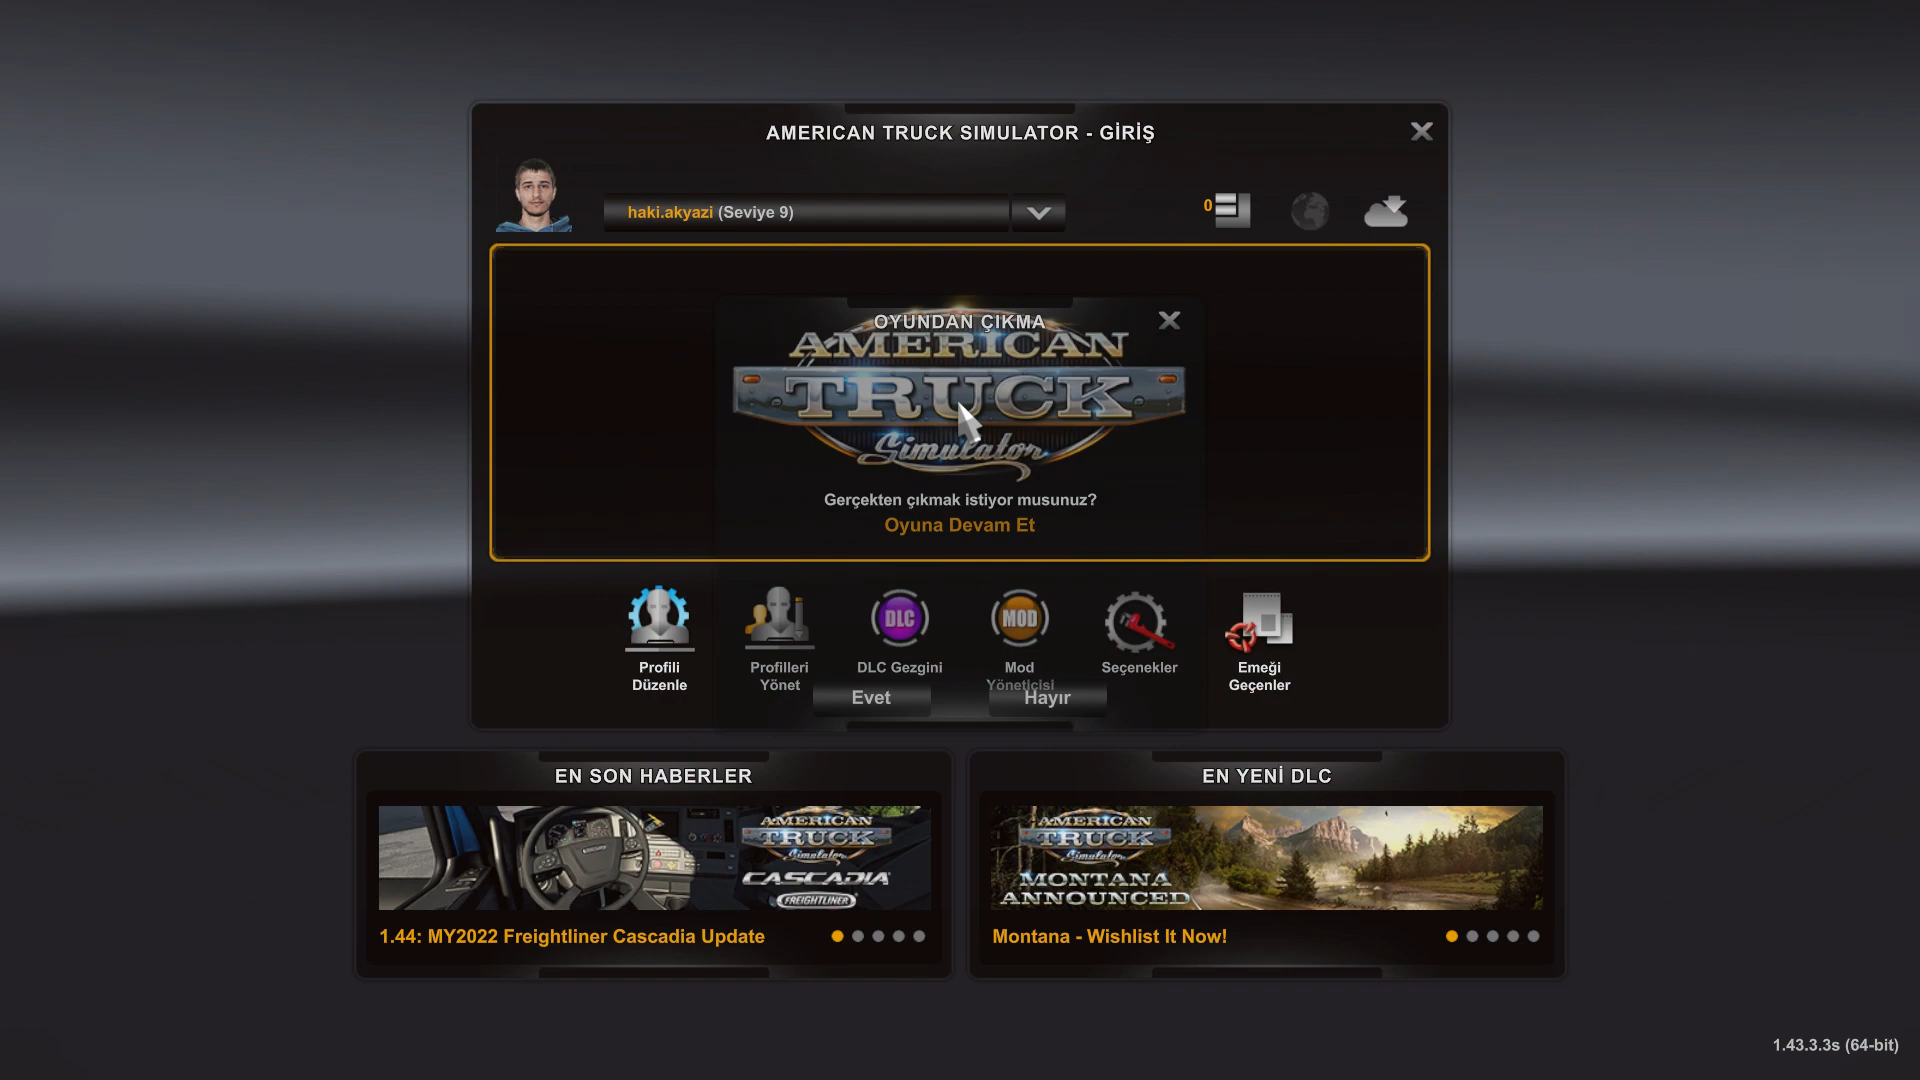 AMERICAN TRUCK SIMULATOR - GİRİŞ
haki.akyazi (Seviye 9)
0
OYUNDAN ÇIKMA
AMERICAN
TRUCK
Simulator
Gerçekten çıkmak istiyor musunuz?
Oyuna Devam Et
DLC
MOD
Profili
Düzenle
Profilleri
Yönet
DLC Gezgini
Mod
Yöneticisi
Seçenekler
Emeği
Geçenler
Evet
Hayır
EN SON HABERLER
AMERICAN
TRUCK
Simulator
CASCADIA
FREIGHTLINER
1.44: MY2022 Freightliner Cascadia Update
EN YENİ DLC
AMERICAN
TRUCK
Simulator
MONTANA
ANNOUNCED
Montana - Wishlist It Now!
1.43.3.3s (64-bit)